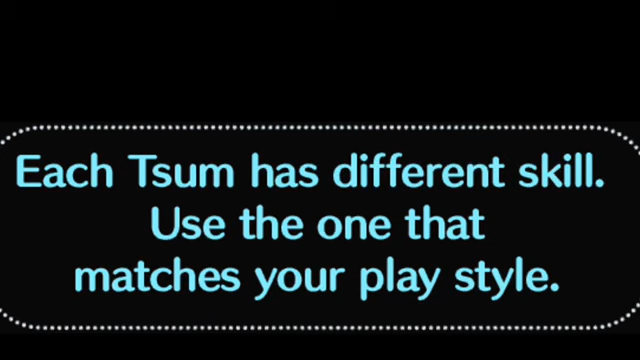 Each Tsum has different skill.
Use the one that
matches your play style.